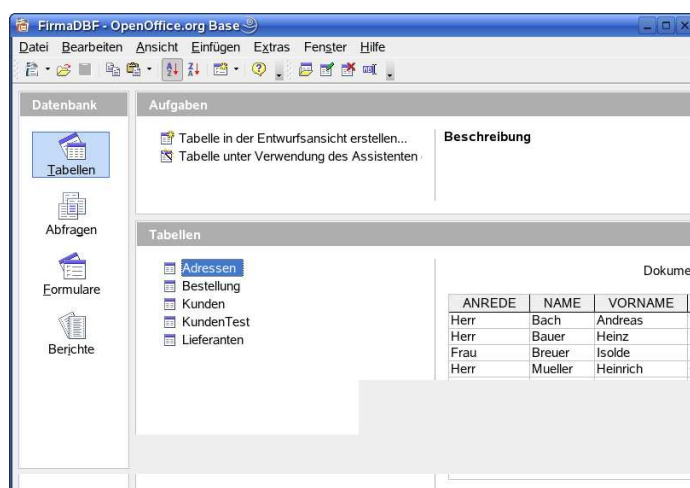 FirmaDBF - OpenOffice.org Base
Datei Bearbeiten Ansicht Einfügen Extras Fenster Hilfe
Datenbank
Aufgaben
Tabellen
Abfragen
Formulare
Berichte
Tabelle in der Entwurfsansicht erstellen...
Tabelle unter Verwendung des Assistenten
Beschreibung
Tabellen
Adressen
Bestellung
Kunden
KundenTest
Lieferanten
Dokume
ANREDE NAME VORNAME
Herr Bach Andreas
Herr Bauer Heinz
Frau Breuer Isolde
Herr Mueller Heinrich